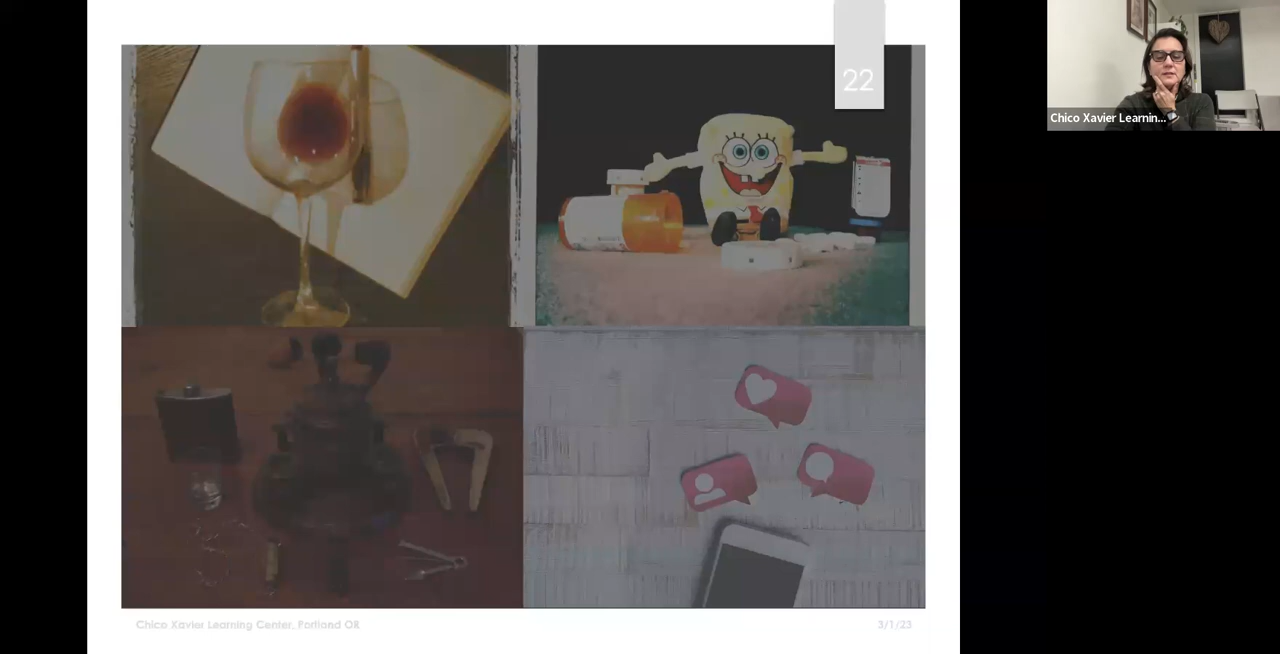 22
Chico Xavier Learnin...
Chico Xavier Learning Center, Portland OR
3/1/23